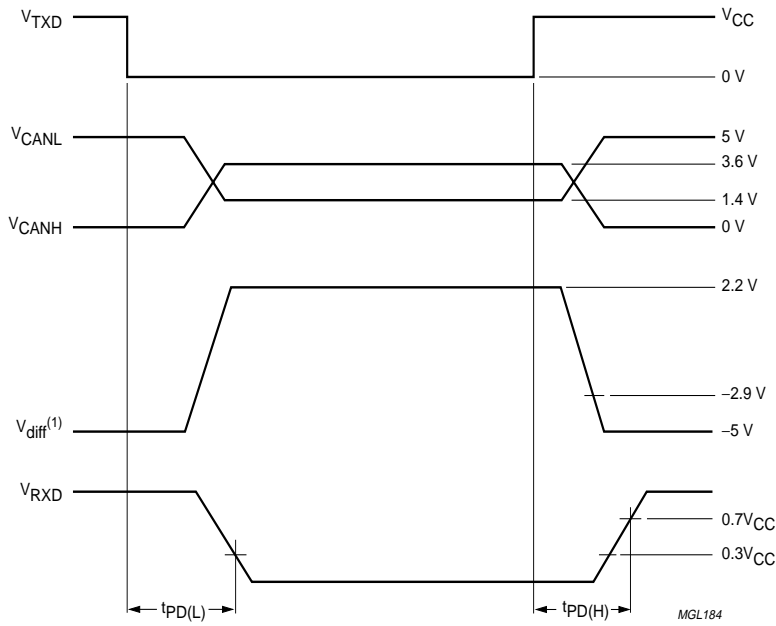 VTXD
VCC
0 V
VCANL
5 V
3.6 V
1.4 V
VCANH
0 V
2.2 V
−2.9 V
Vdiff(1)
−5 V
VRXD
0.7VCC
0.3VCC
tPD(L)
tPD(H)
MGL184